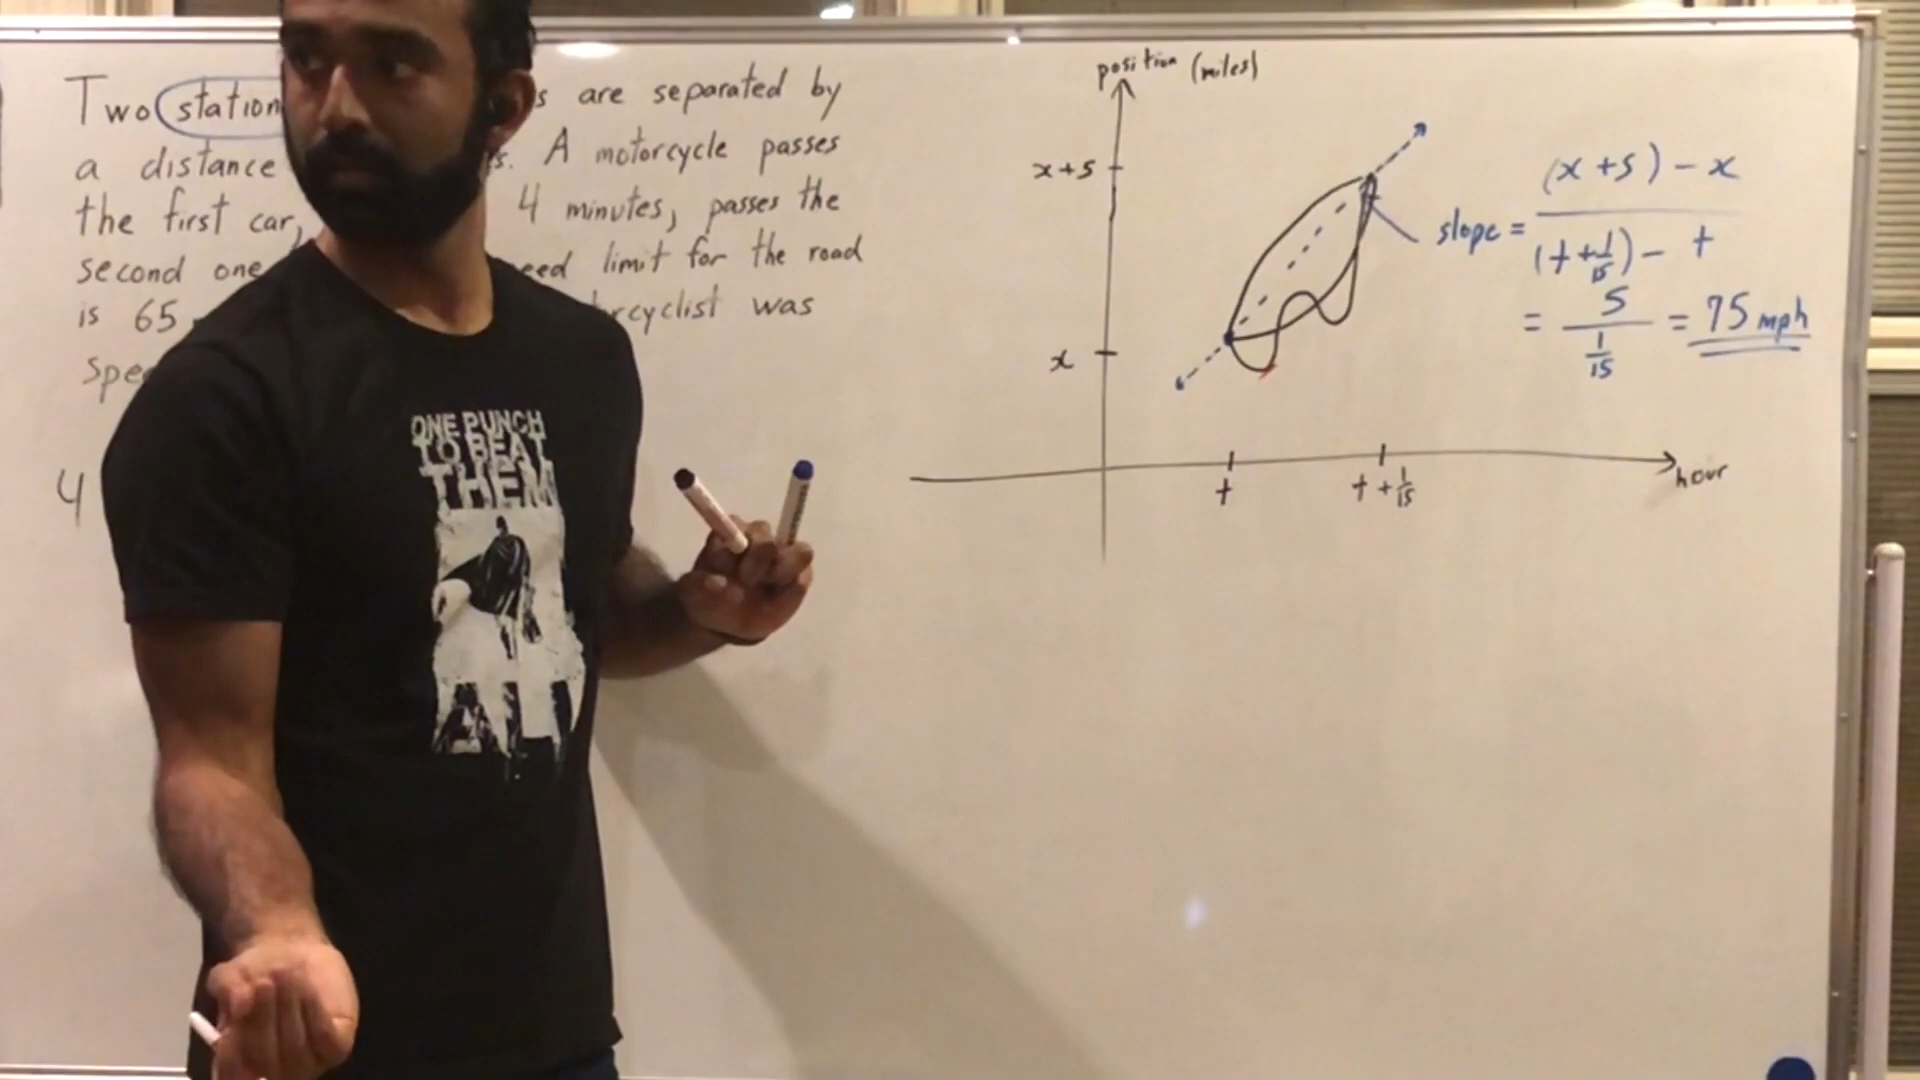 Two station s are separated by
a distance s. A motorcycle passes
the first car, 4 minutes, passes the
second one eed limit for the road
is 65 rcyclist was
spee
4
ONE PUNCH
TO BEAT
THEM
ALL
position (miles)
x+5
x
t
t + 1/15
hour
slope = (x + 5) - x / (t + 1/15) - t
= 5 / 1/15 = 75 mph